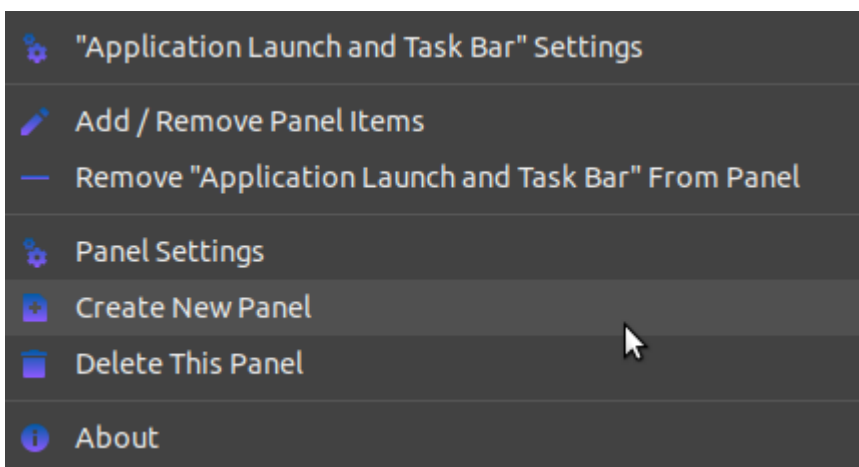 "Application Launch and Task Bar" Settings
Add / Remove Panel Items
Remove "Application Launch and Task Bar" From Panel
Panel Settings
Create New Panel
Delete This Panel
About